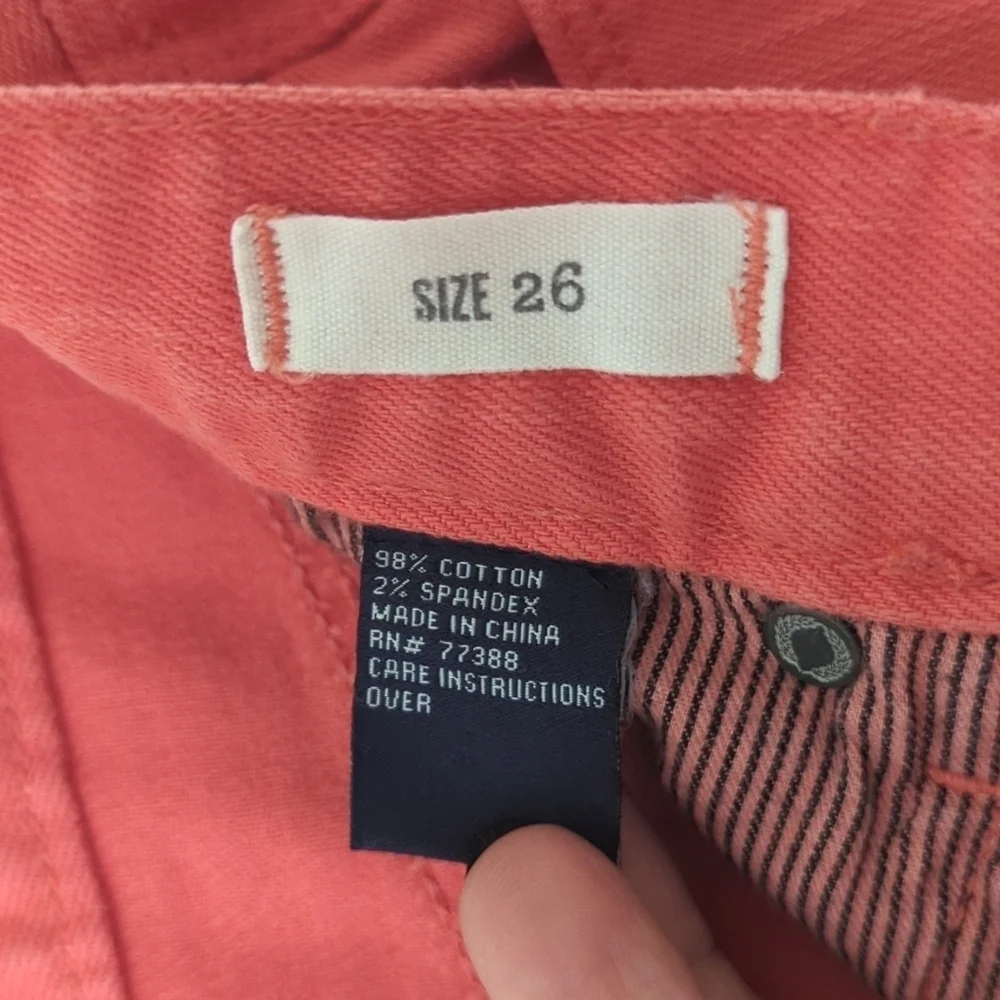 SIZE 26
98% COTTON
2% SPANDEX
MADE IN CHINA
RN# 77388
CARE INSTRUCTIONS
OVER